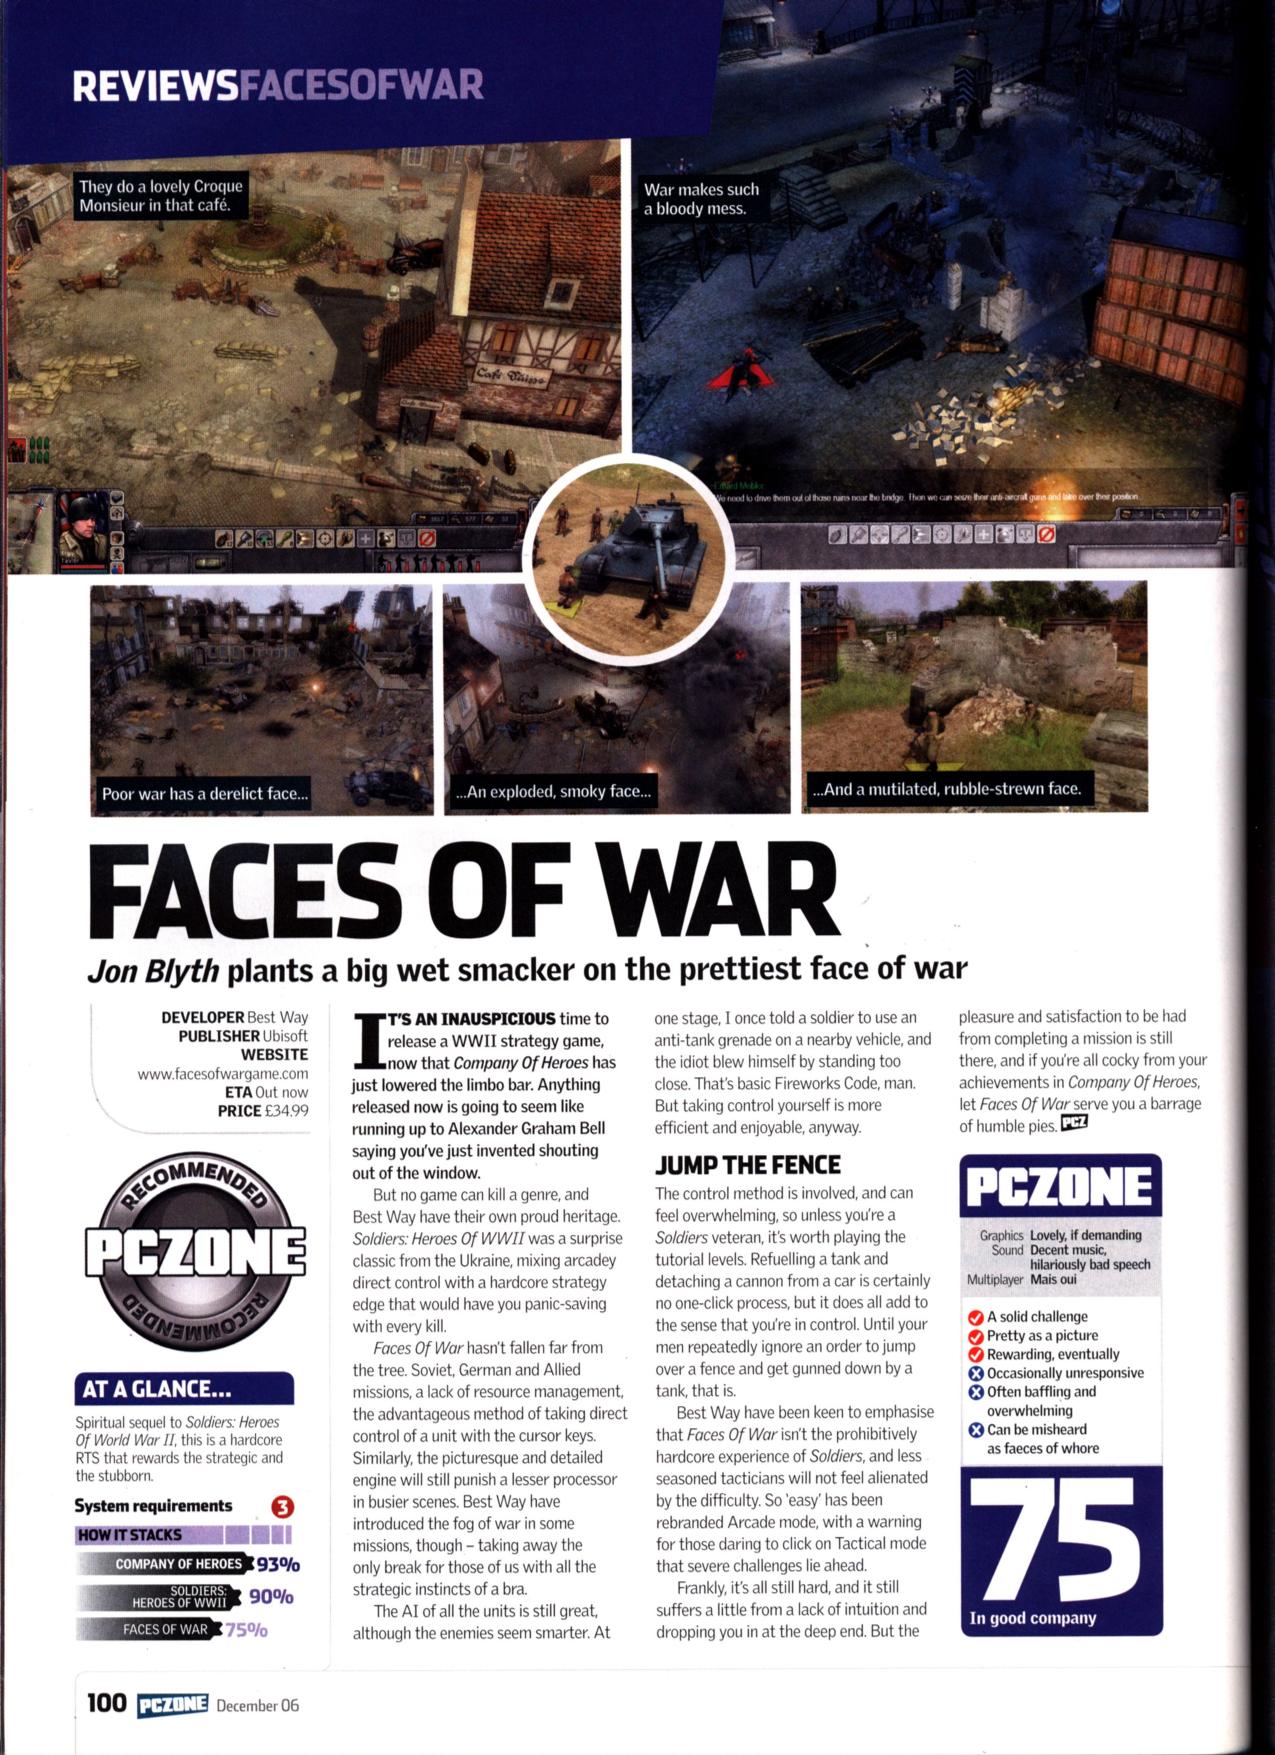 REVIEWSFACESOFWAR
They do a lovely Croque
Monsieur in that café.
War makes such
a bloody mess.
We need to drive them out of those ruins near the bridge. Then we can seize their anti-aircraft guns and take over their position.
Poor war has a derelict face...
...An exploded, smoky face...
...And a mutilated, rubble-strewn face.
FACES OF WAR
Jon Blyth plants a big wet smacker on the prettiest face of war
DEVELOPER Best Way
PUBLISHER Ubisoft
WEBSITE
www.facesofwargame.com
ETA Out now
PRICE £34.99
RECOMMENDED
PCZONE
RECOMMENDED
AT A GLANCE...
Spiritual sequel to Soldiers: Heroes
Of World War II, this is a hardcore
RTS that rewards the strategic and
the stubborn.
System requirements 3
HOW IT STACKS
COMPANY OF HEROES 93%
SOLDIERS:
HEROES OF WWII 90%
FACES OF WAR 75%
IT'S AN INAUSPICIOUS time to
release a WWII strategy game,
now that Company Of Heroes has
just lowered the limbo bar. Anything
released now is going to seem like
running up to Alexander Graham Bell
saying you've just invented shouting
out of the window.
But no game can kill a genre, and
Best Way have their own proud heritage.
Soldiers: Heroes Of WWII was a surprise
classic from the Ukraine, mixing arcadey
direct control with a hardcore strategy
edge that would have you panic-saving
with every kill.
Faces Of War hasn't fallen far from
the tree. Soviet, German and Allied
missions, a lack of resource management,
the advantageous method of taking direct
control of a unit with the cursor keys.
Similarly, the picturesque and detailed
engine will still punish a lesser processor
in busier scenes. Best Way have
introduced the fog of war in some
missions, though – taking away the
only break for those of us with all the
strategic instincts of a bra.
The AI of all the units is still great,
although the enemies seem smarter. At
one stage, I once told a soldier to use an
anti-tank grenade on a nearby vehicle, and
the idiot blew himself by standing too
close. That's basic Fireworks Code, man.
But taking control yourself is more
efficient and enjoyable, anyway.
JUMP THE FENCE
The control method is involved, and can
feel overwhelming, so unless you're a
Soldiers veteran, it's worth playing the
tutorial levels. Refuelling a tank and
detaching a cannon from a car is certainly
no one-click process, but it does all add to
the sense that you're in control. Until your
men repeatedly ignore an order to jump
over a fence and get gunned down by a
tank, that is.
Best Way have been keen to emphasise
that Faces Of War isn't the prohibitively
hardcore experience of Soldiers, and less
seasoned tacticians will not feel alienated
by the difficulty. So 'easy' has been
rebranded Arcade mode, with a warning
for those daring to click on Tactical mode
that severe challenges lie ahead.
Frankly, it's all still hard, and it still
suffers a little from a lack of intuition and
dropping you in at the deep end. But the
pleasure and satisfaction to be had
from completing a mission is still
there, and if you're all cocky from your
achievements in Company Of Heroes,
let Faces Of War serve you a barrage
of humble pies. PCZ
PCZONE
Graphics Lovely, if demanding
Sound Decent music,
hilariously bad speech
Multiplayer Mais oui
A solid challenge
Pretty as a picture
Rewarding, eventually
Occasionally unresponsive
Often baffling and
overwhelming
Can be misheard
as faeces of whore
75
In good company
100 PCZONE December 06